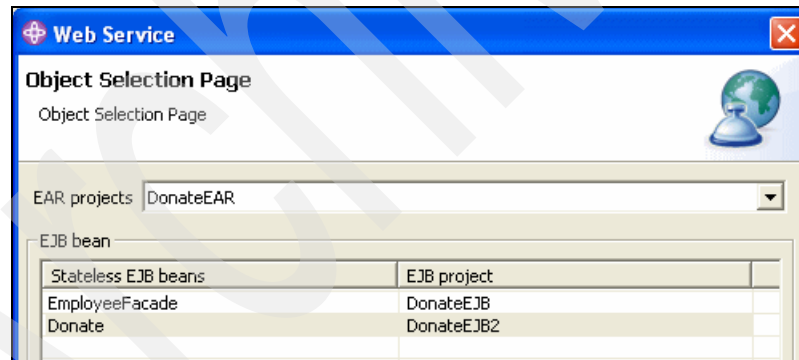 Web Service
Object Selection Page
Object Selection Page
EAR projects DonateEAR
EJB bean
Stateless EJB beans EJB project
EmployeeFacade DonateEJB
Donate DonateEJB2